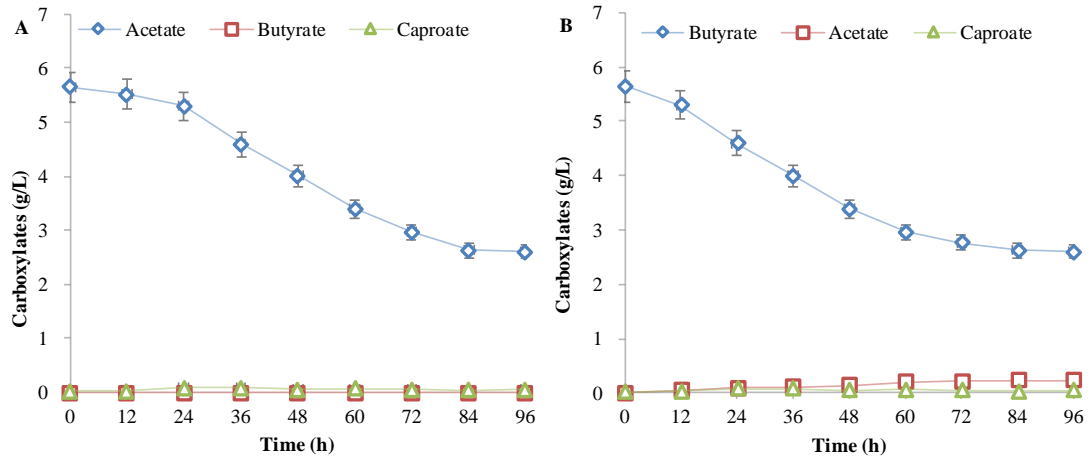 A
Acetate Butyrate Caproate
7
6
5
4
3
2
1
0
Carboxylates (g/L)
0 12 24 36 48 60 72 84 96
Time (h)
B
Butyrate Acetate Caproate
7
6
5
4
3
2
1
0
Carboxylates (g/L)
0 12 24 36 48 60 72 84 96
Time (h)